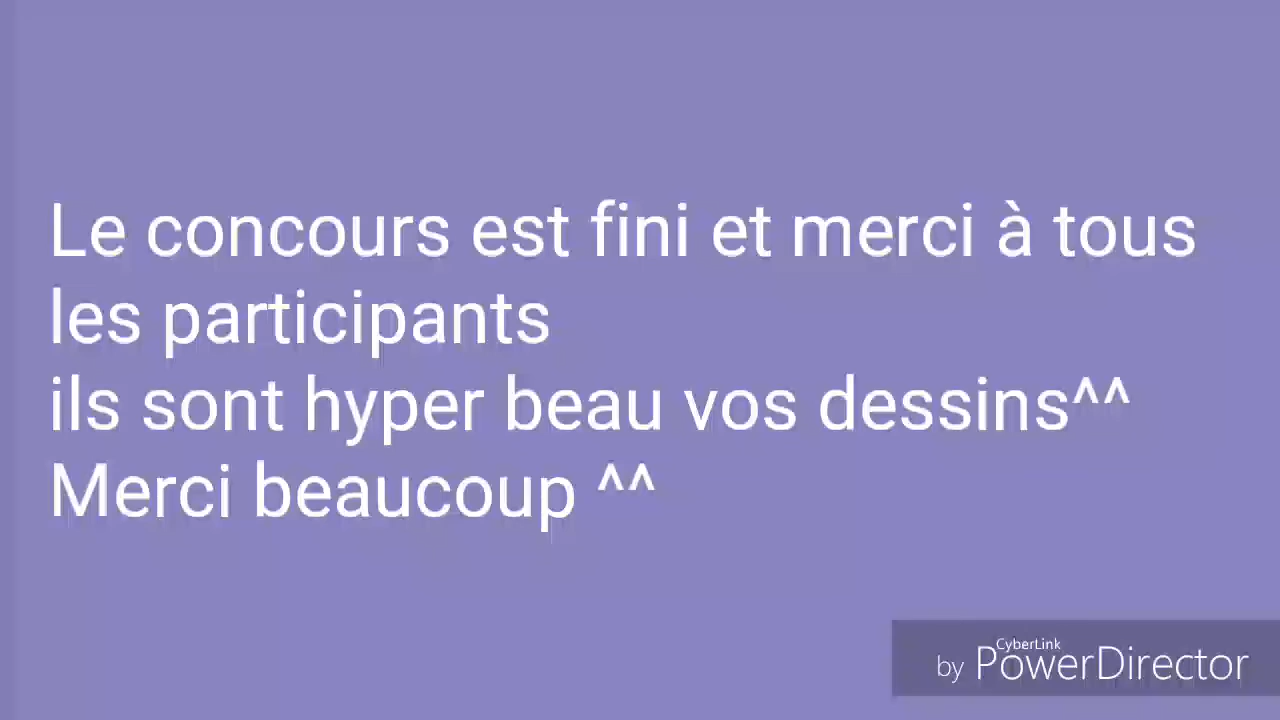 Le concours est fini et merci à tous
les participants
ils sont hyper beau vos dessins^^
Merci beaucoup ^^
CyberLink
by PowerDirector